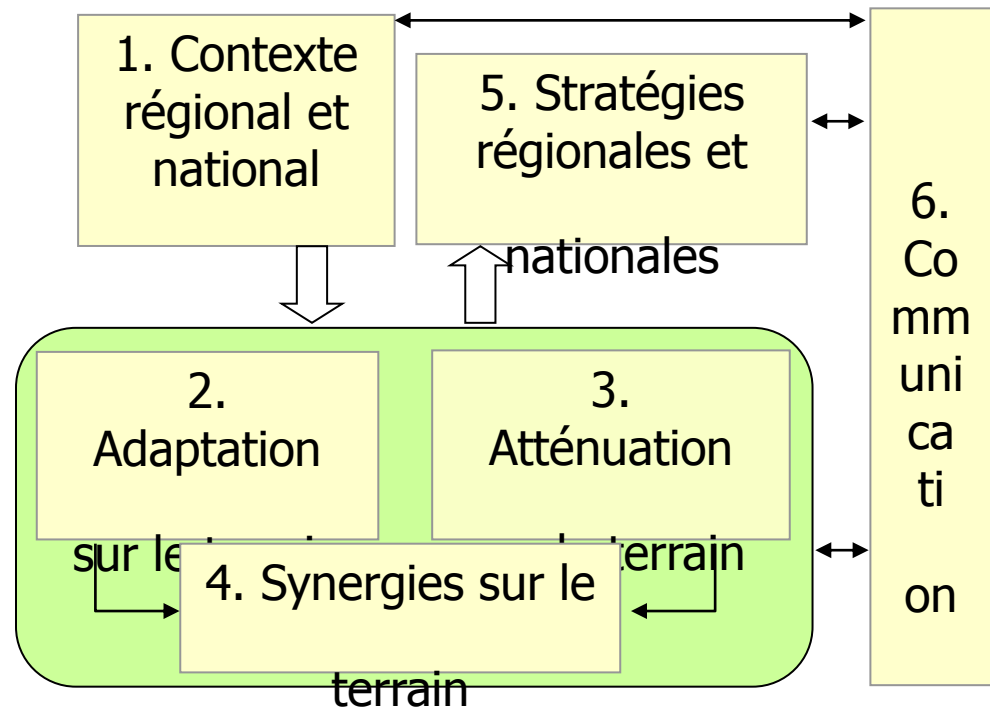 1. Contexte
régional et
national
5. Stratégies
régionales et
nationales
2.
Adaptation
sur le
3.
Atténuation
terrain
4. Synergies sur le
terrain
6.
Co
mm
uni
ca
ti
on